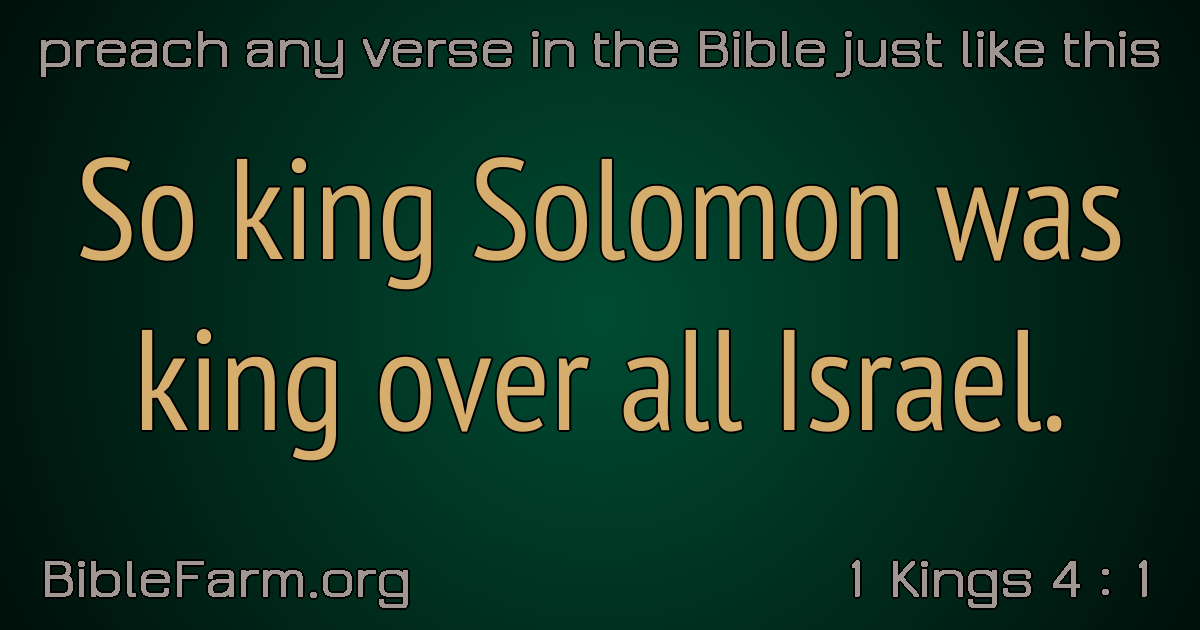 preach any verse in the Bible just like this
So king Solomon was
king over all Israel.
BibleFarm.org
1 Kings 4 : 1